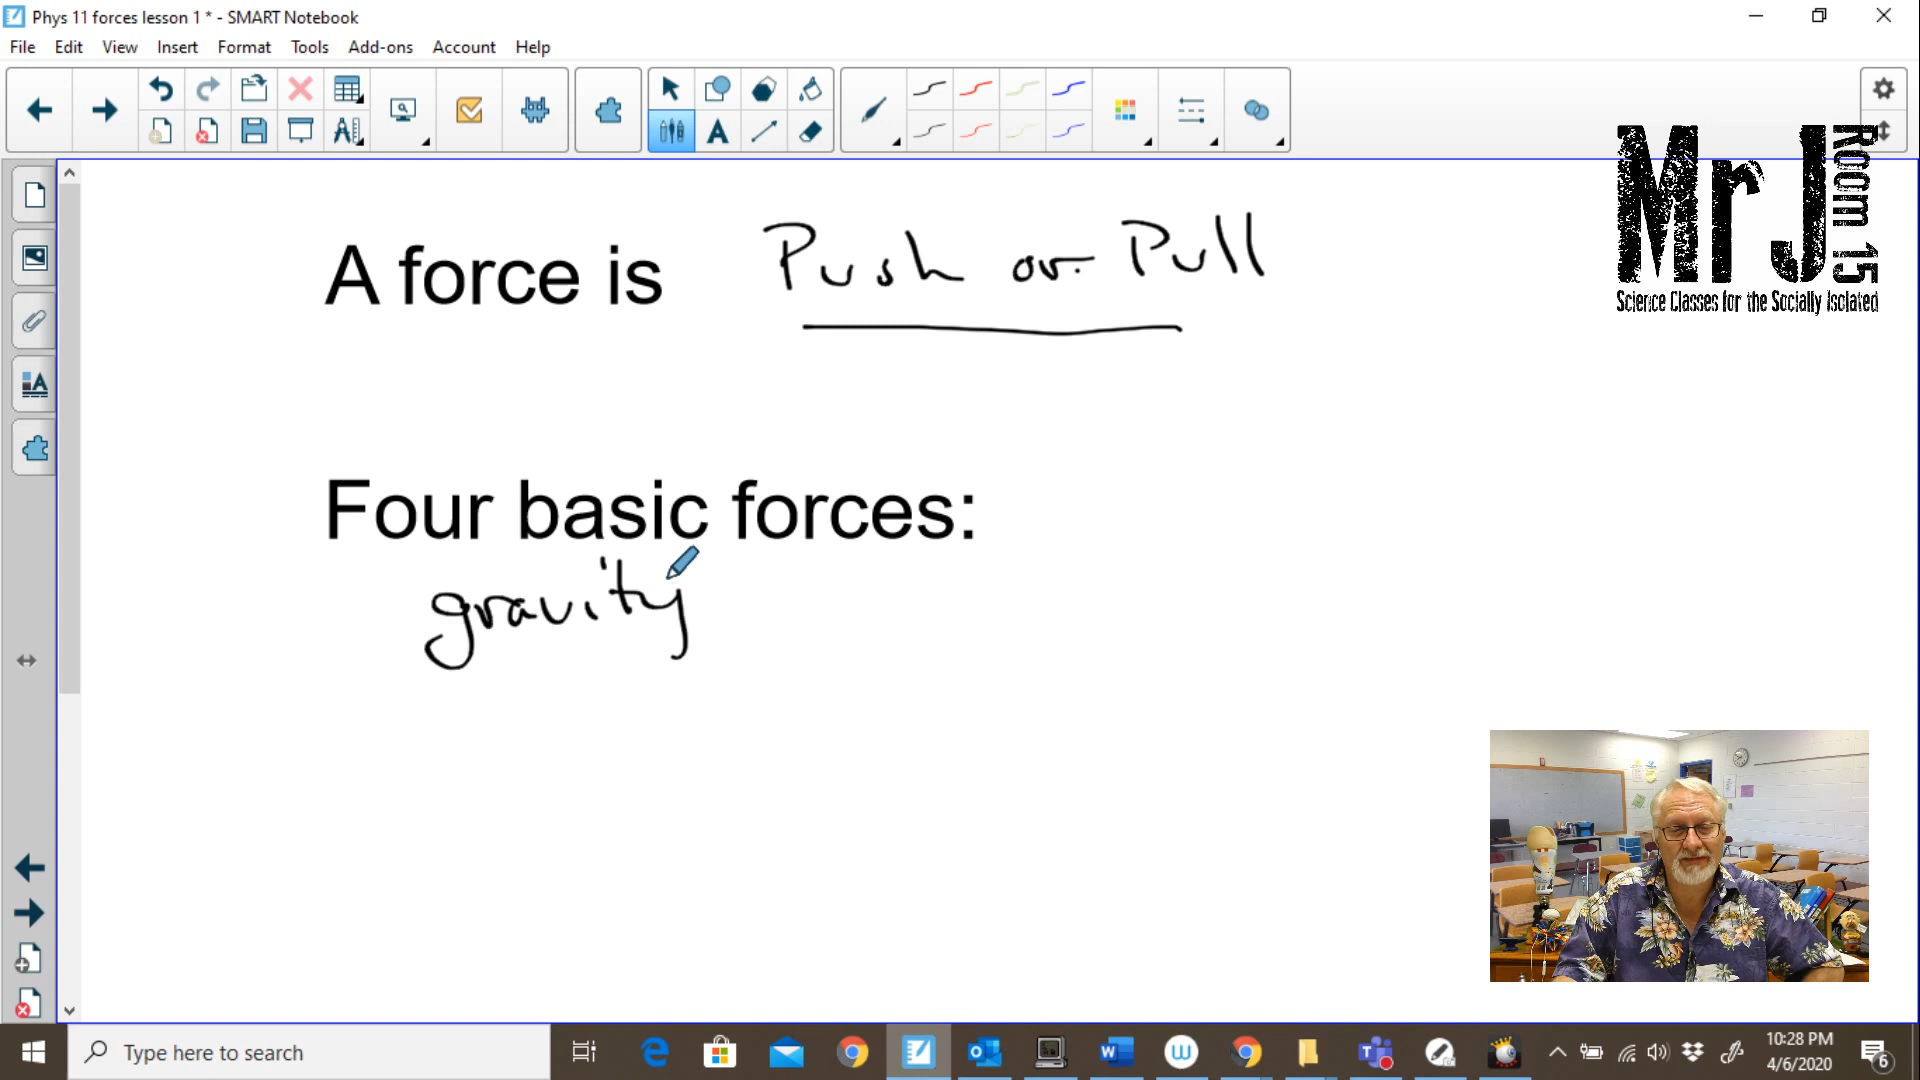 Phys 11 forces lesson 1 * - SMART Notebook
File Edit View Insert Format Tools Add-ons Account Help
MrJ
Room 15
Science Classes for the Socially Isolated
A force is Push or Pull
Four basic forces:
gravity
Type here to search
10:28 PM
4/6/2020
6